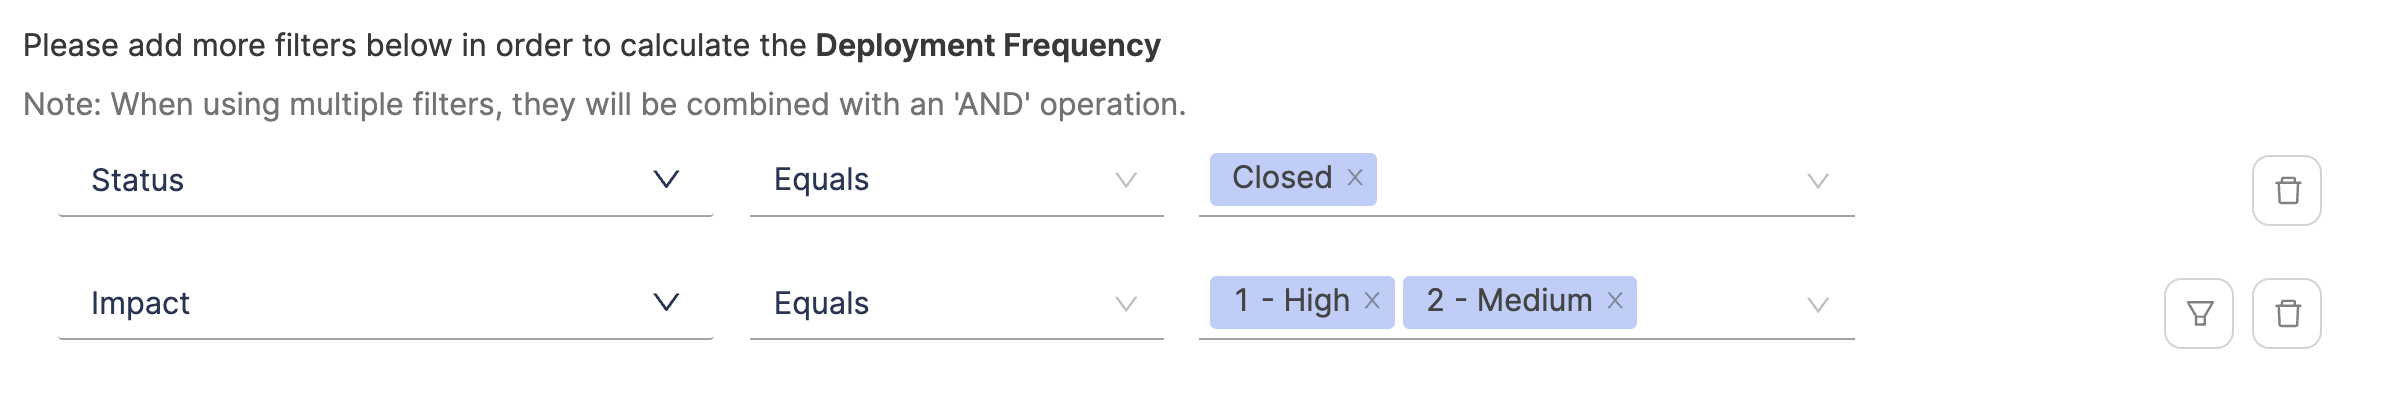 Please add more filters below in order to calculate the Deployment Frequency
Note: When using multiple filters, they will be combined with an 'AND' operation.
Status Equals Closed
Impact Equals 1 - High 2 - Medium